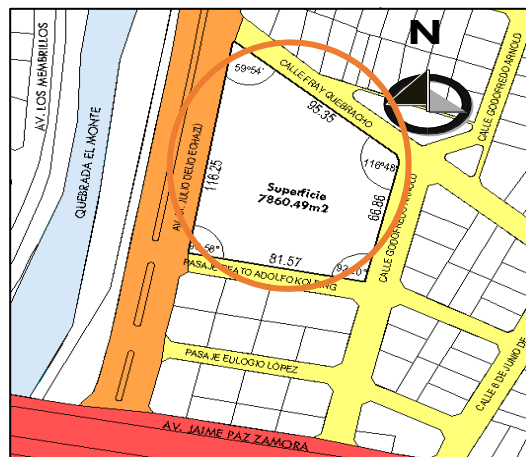 N
AV. LOS MEMBRILLOS
QUEBRADA EL MONTE
CALLE FRAY QUEBRACHO
CALLE GODOFREDO ARNOLD
59°54'
95.35
116°48'
116.25
66.86
Superficie
7860.49m2
JULIO DELIO ECHAZÚ
CALLE GODOFREDO ARNOLD
81.57
PASAJE BEATO ADOLFO KOLPING
PASAJE EULOGIO LÓPEZ
CALLE 8 DE JUNIO DE
AV. JAIME PAZ ZAMORA